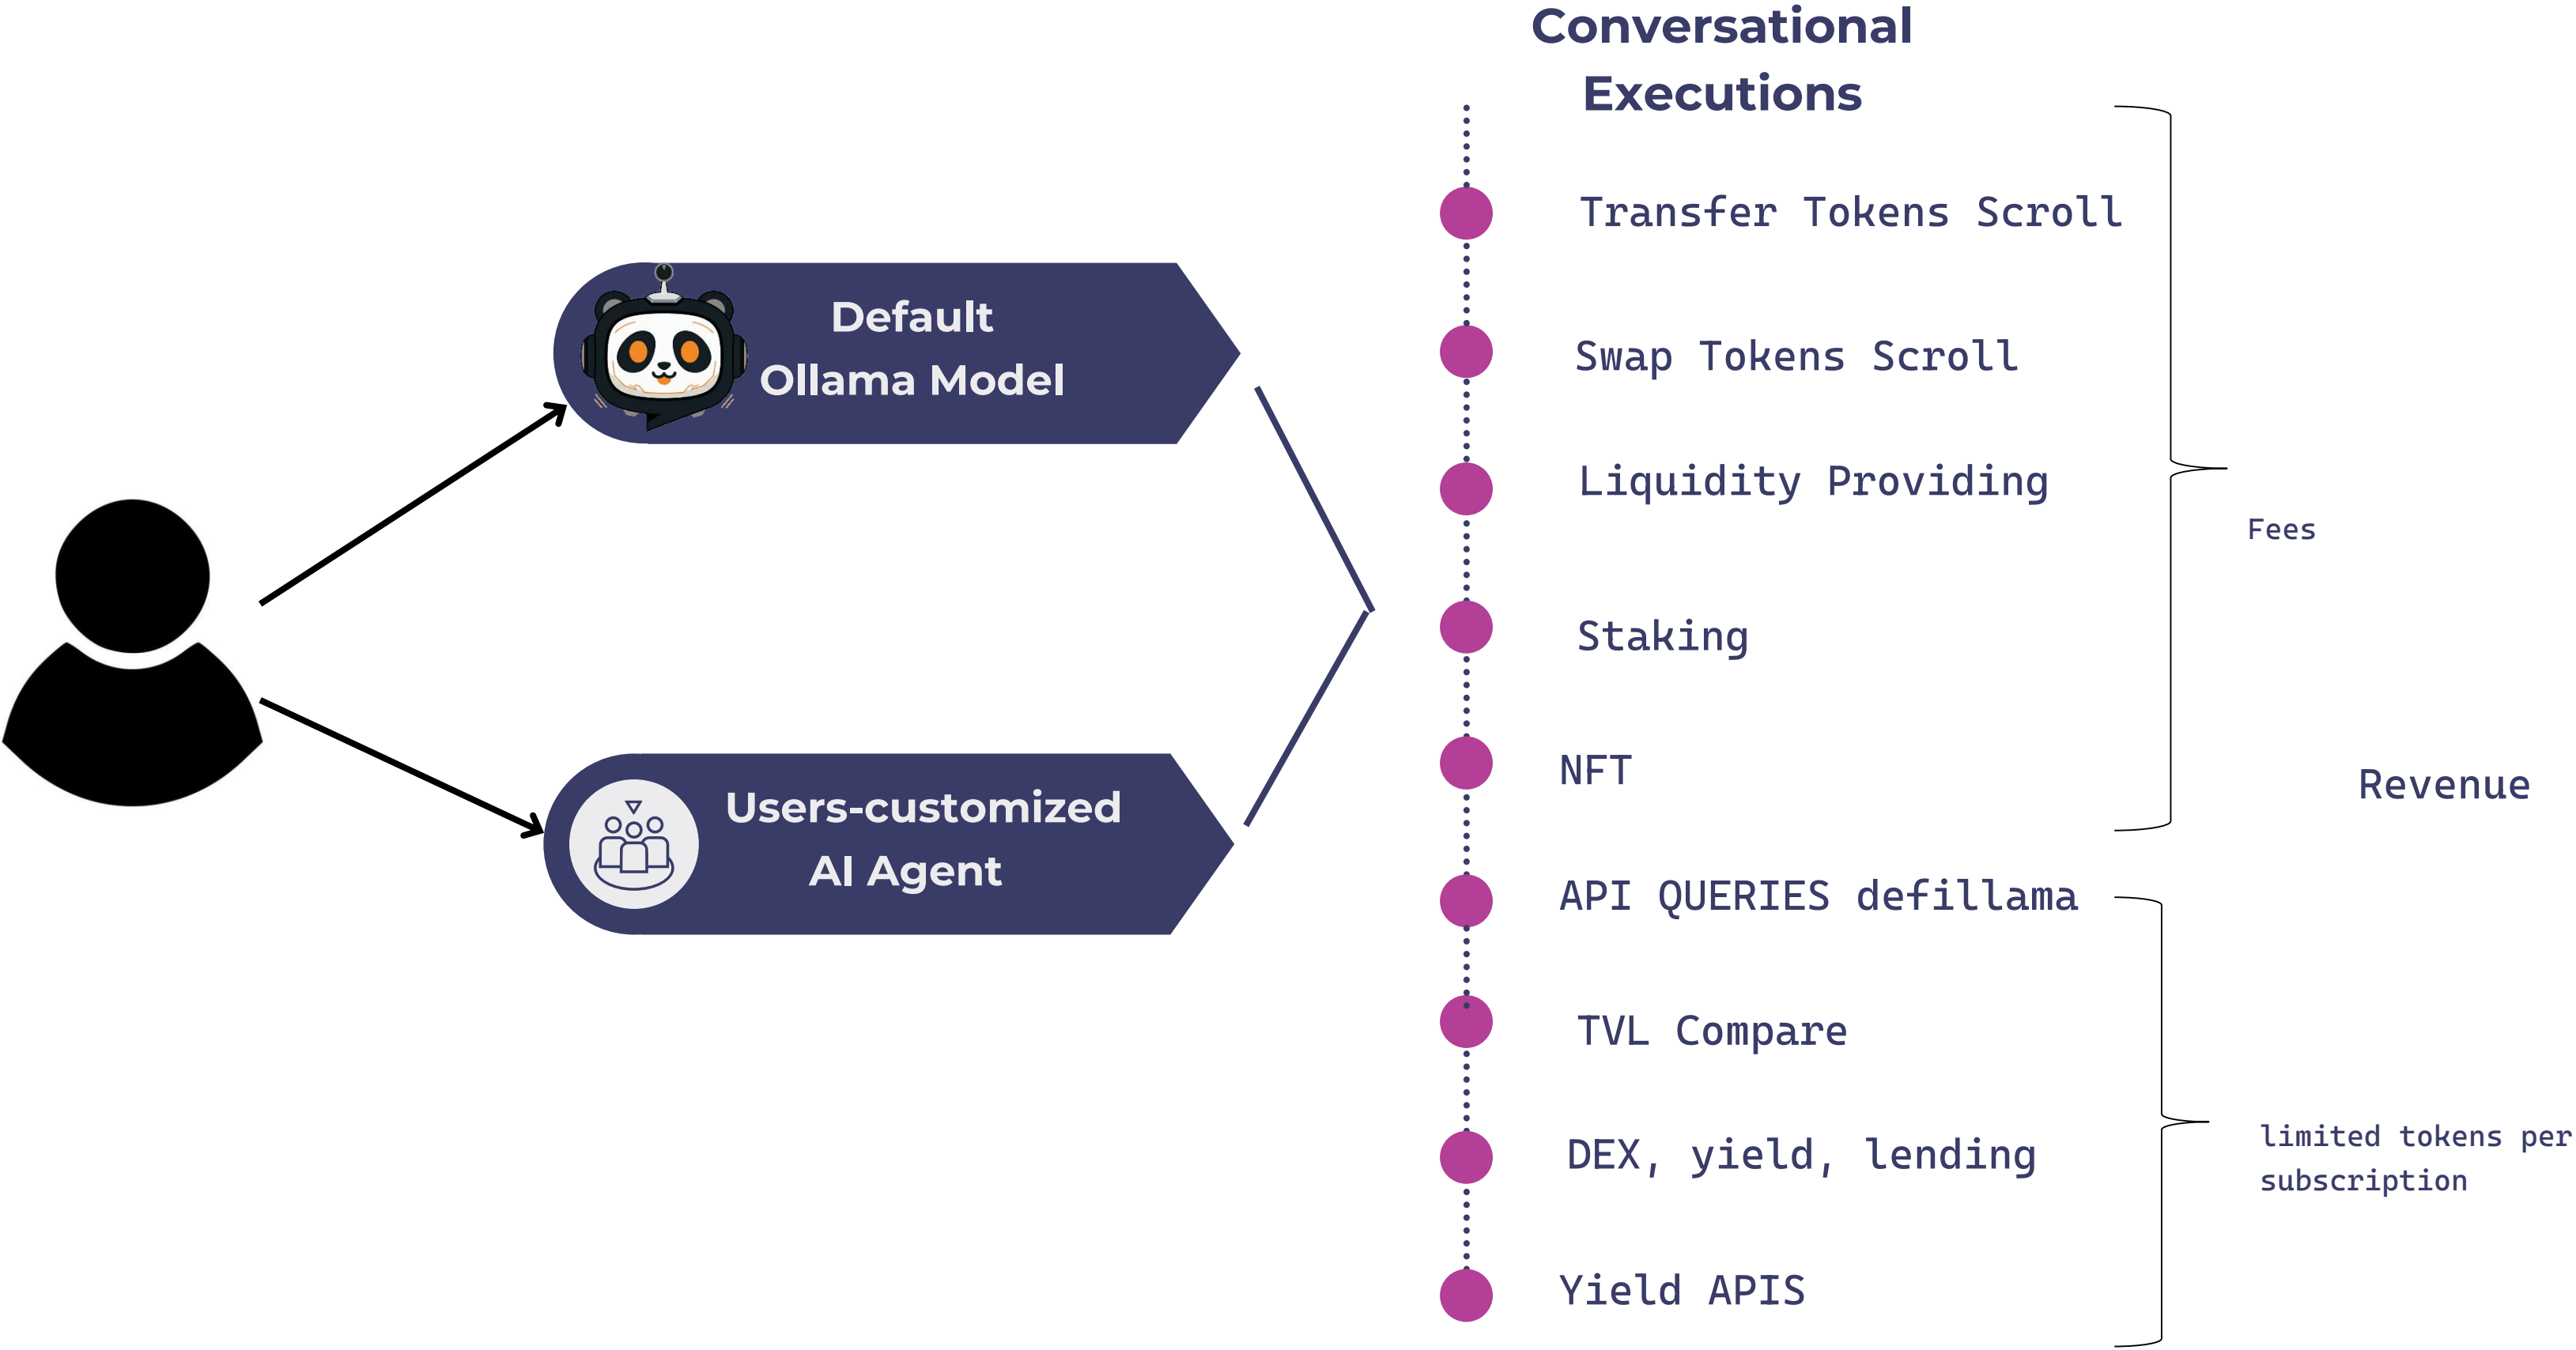 Conversational
Executions
Transfer Tokens Scroll
Default
Ollama Model
Swap Tokens Scroll
Liquidity Providing
Fees
Staking
NFT
Revenue
Users-customized
AI Agent
API QUERIES defillama
TVL Compare
DEX, yield, lending
limited tokens per
subscription
Yield APIS